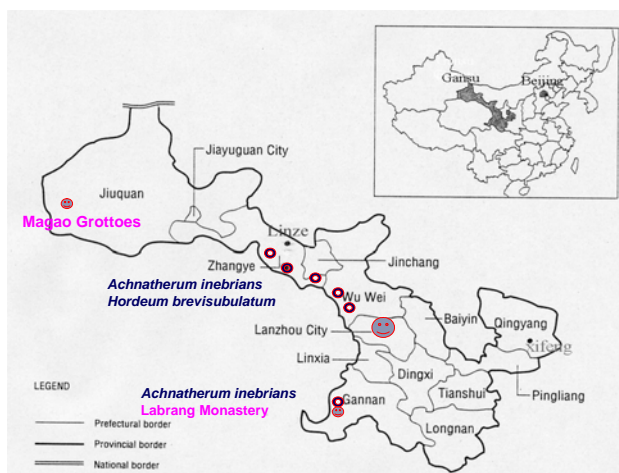 Gansu
Beijing
Jiayuguan City
Jiuquan
Magao Grottoes
Linze
Zhangye
Jinchang
Achnatherum inebrians
Hordeum brevisubulatum
Wu Wei
Lanzhou City
Baiyin
Qingyang
xifeng
Linxia
Dingxi
Pingliang
Tianshui
LEGEND
Achnatherum inebrians
Gannan
Labrang Monastery
Longnan
Prefectural border
Provincial border
National border